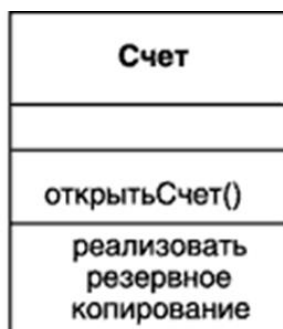 Счет
открытьСчет()
реализовать
резервное
копирование